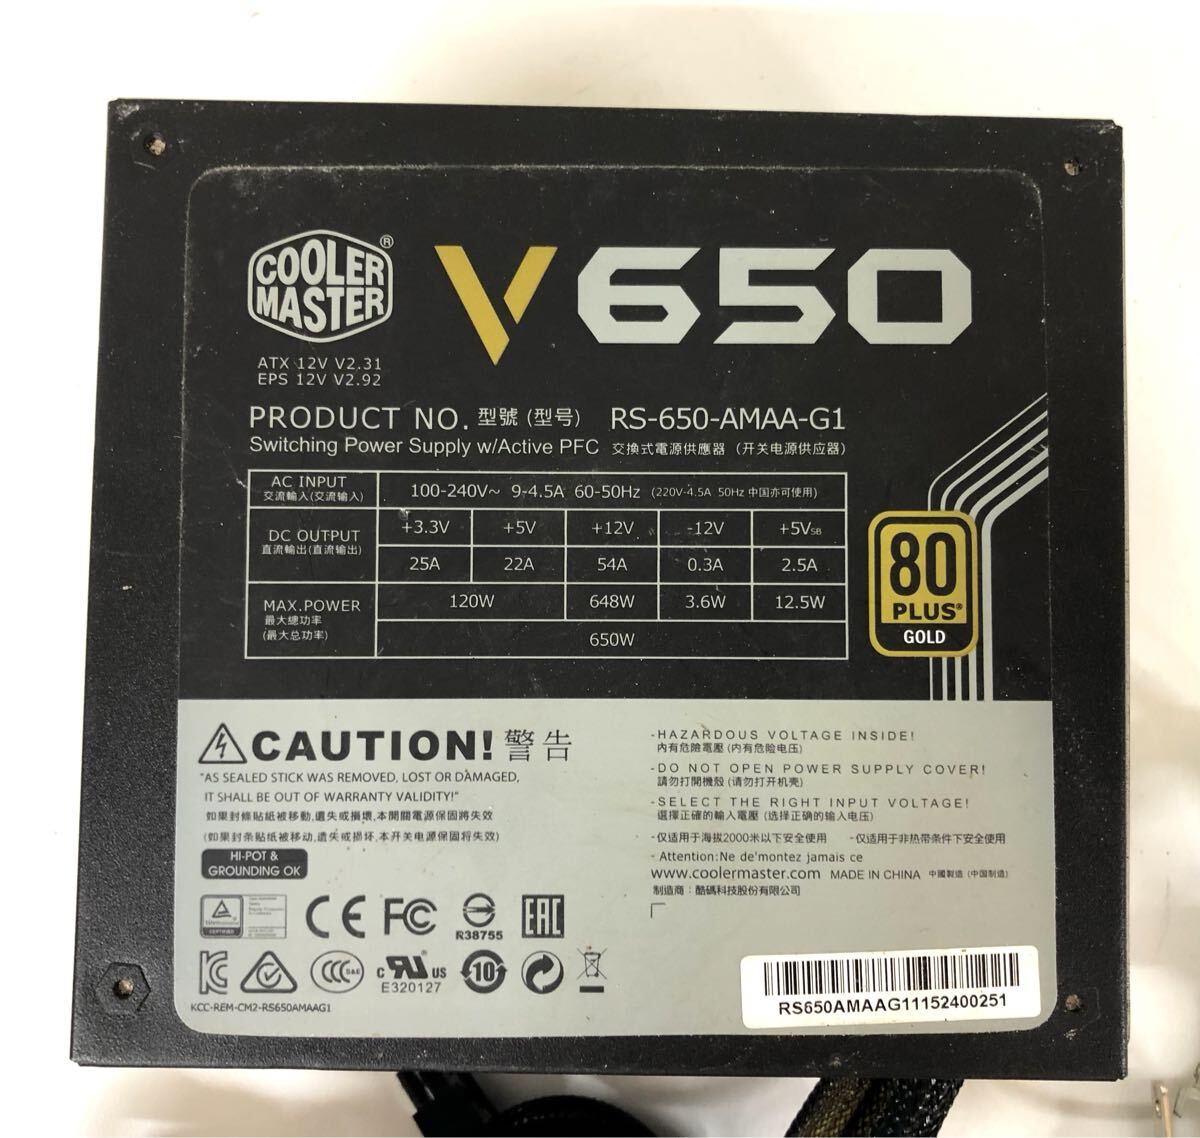 COOLER MASTER ®
V650
ATX 12V V2.31
EPS 12V V2.92
PRODUCT NO. 型號 (型号) RS-650-AMAA-G1
Switching Power Supply w/Active PFC 交換式電源供應器 (开关电源供应器)
AC INPUT 交流輸入(交流输入) 100-240V~ 9-4.5A 60-50Hz (220V-4.5A 50Hz 中国亦可使用)
DC OUTPUT 直流輸出(直流输出) +3.3V +5V +12V -12V +5VSB
25A 22A 54A 0.3A 2.5A
MAX.POWER 最大總功率 (最大总功率) 120W 648W 3.6W 12.5W
650W
80 PLUS® GOLD
CAUTION! 警告
"AS SEALED STICK WAS REMOVED, LOST OR DAMAGED,
IT SHALL BE OUT OF WARRANTY VALIDITY!"
如果封條貼紙被移動,遺失或損壞,本開關電源保固將失效
(如果封条贴纸被移动,遗失或损坏,本开关电源保固将失效)
HI-POT &
GROUNDING OK
-HAZARDOUS VOLTAGE INSIDE!
內有危險電壓 (内有危险电压)
-DO NOT OPEN POWER SUPPLY COVER!
請勿打開機殼 (请勿打开机壳)
-SELECT THE RIGHT INPUT VOLTAGE!
選擇正確的輸入電壓 (选择正确的输入电压)
-仅适用于海拔2000米以下安全使用 -仅适用于非热带条件下安全使用
- Attention:Ne de'montez jamais ce
www.coolermaster.com MADE IN CHINA 中國製造 (中国制造)
制造商：酷碼科技股份有限公司
CE FC R38755 EAC
CCC S&E c RU US E320127 10
KCC-REM-CM2-RS650AMAAG1
RS650AMAAG11152400251